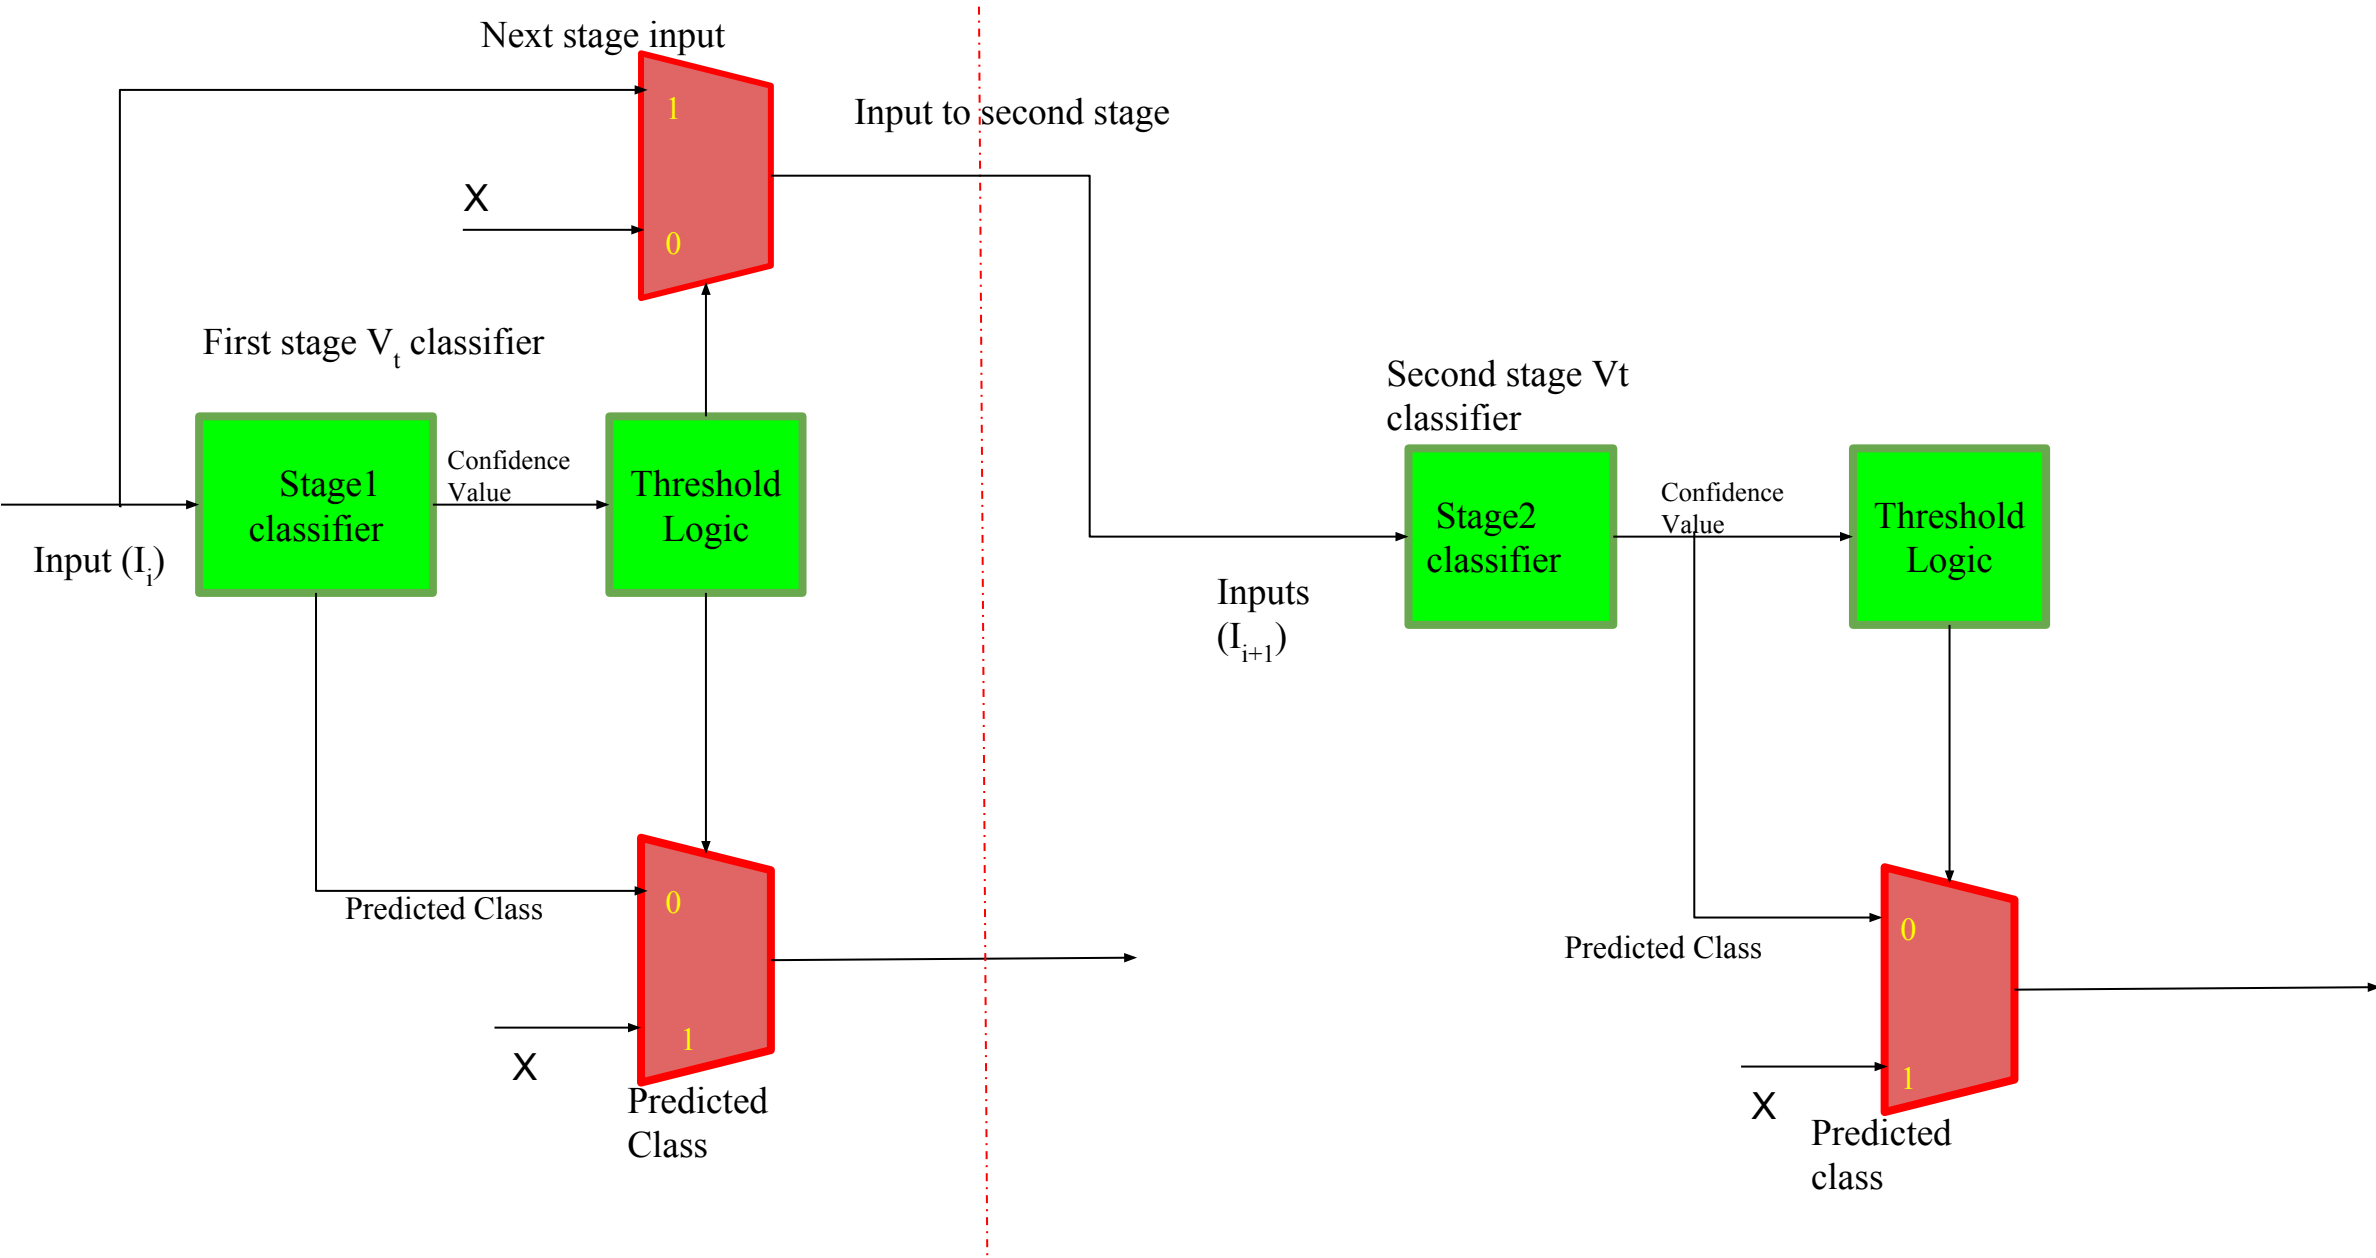 Next stage input
1
Input to second stage
X
0
First stage Vt classifier
Stage1
classifier
Confidence
Value
Threshold
Logic
Input (Ii)
Predicted Class
0
1
X
Predicted
Class
Second stage Vt
classifier
Stage2
classifier
Confidence
Value
Threshold
Logic
Inputs
(Ii+1)
Predicted Class
0
1
X
Predicted
class